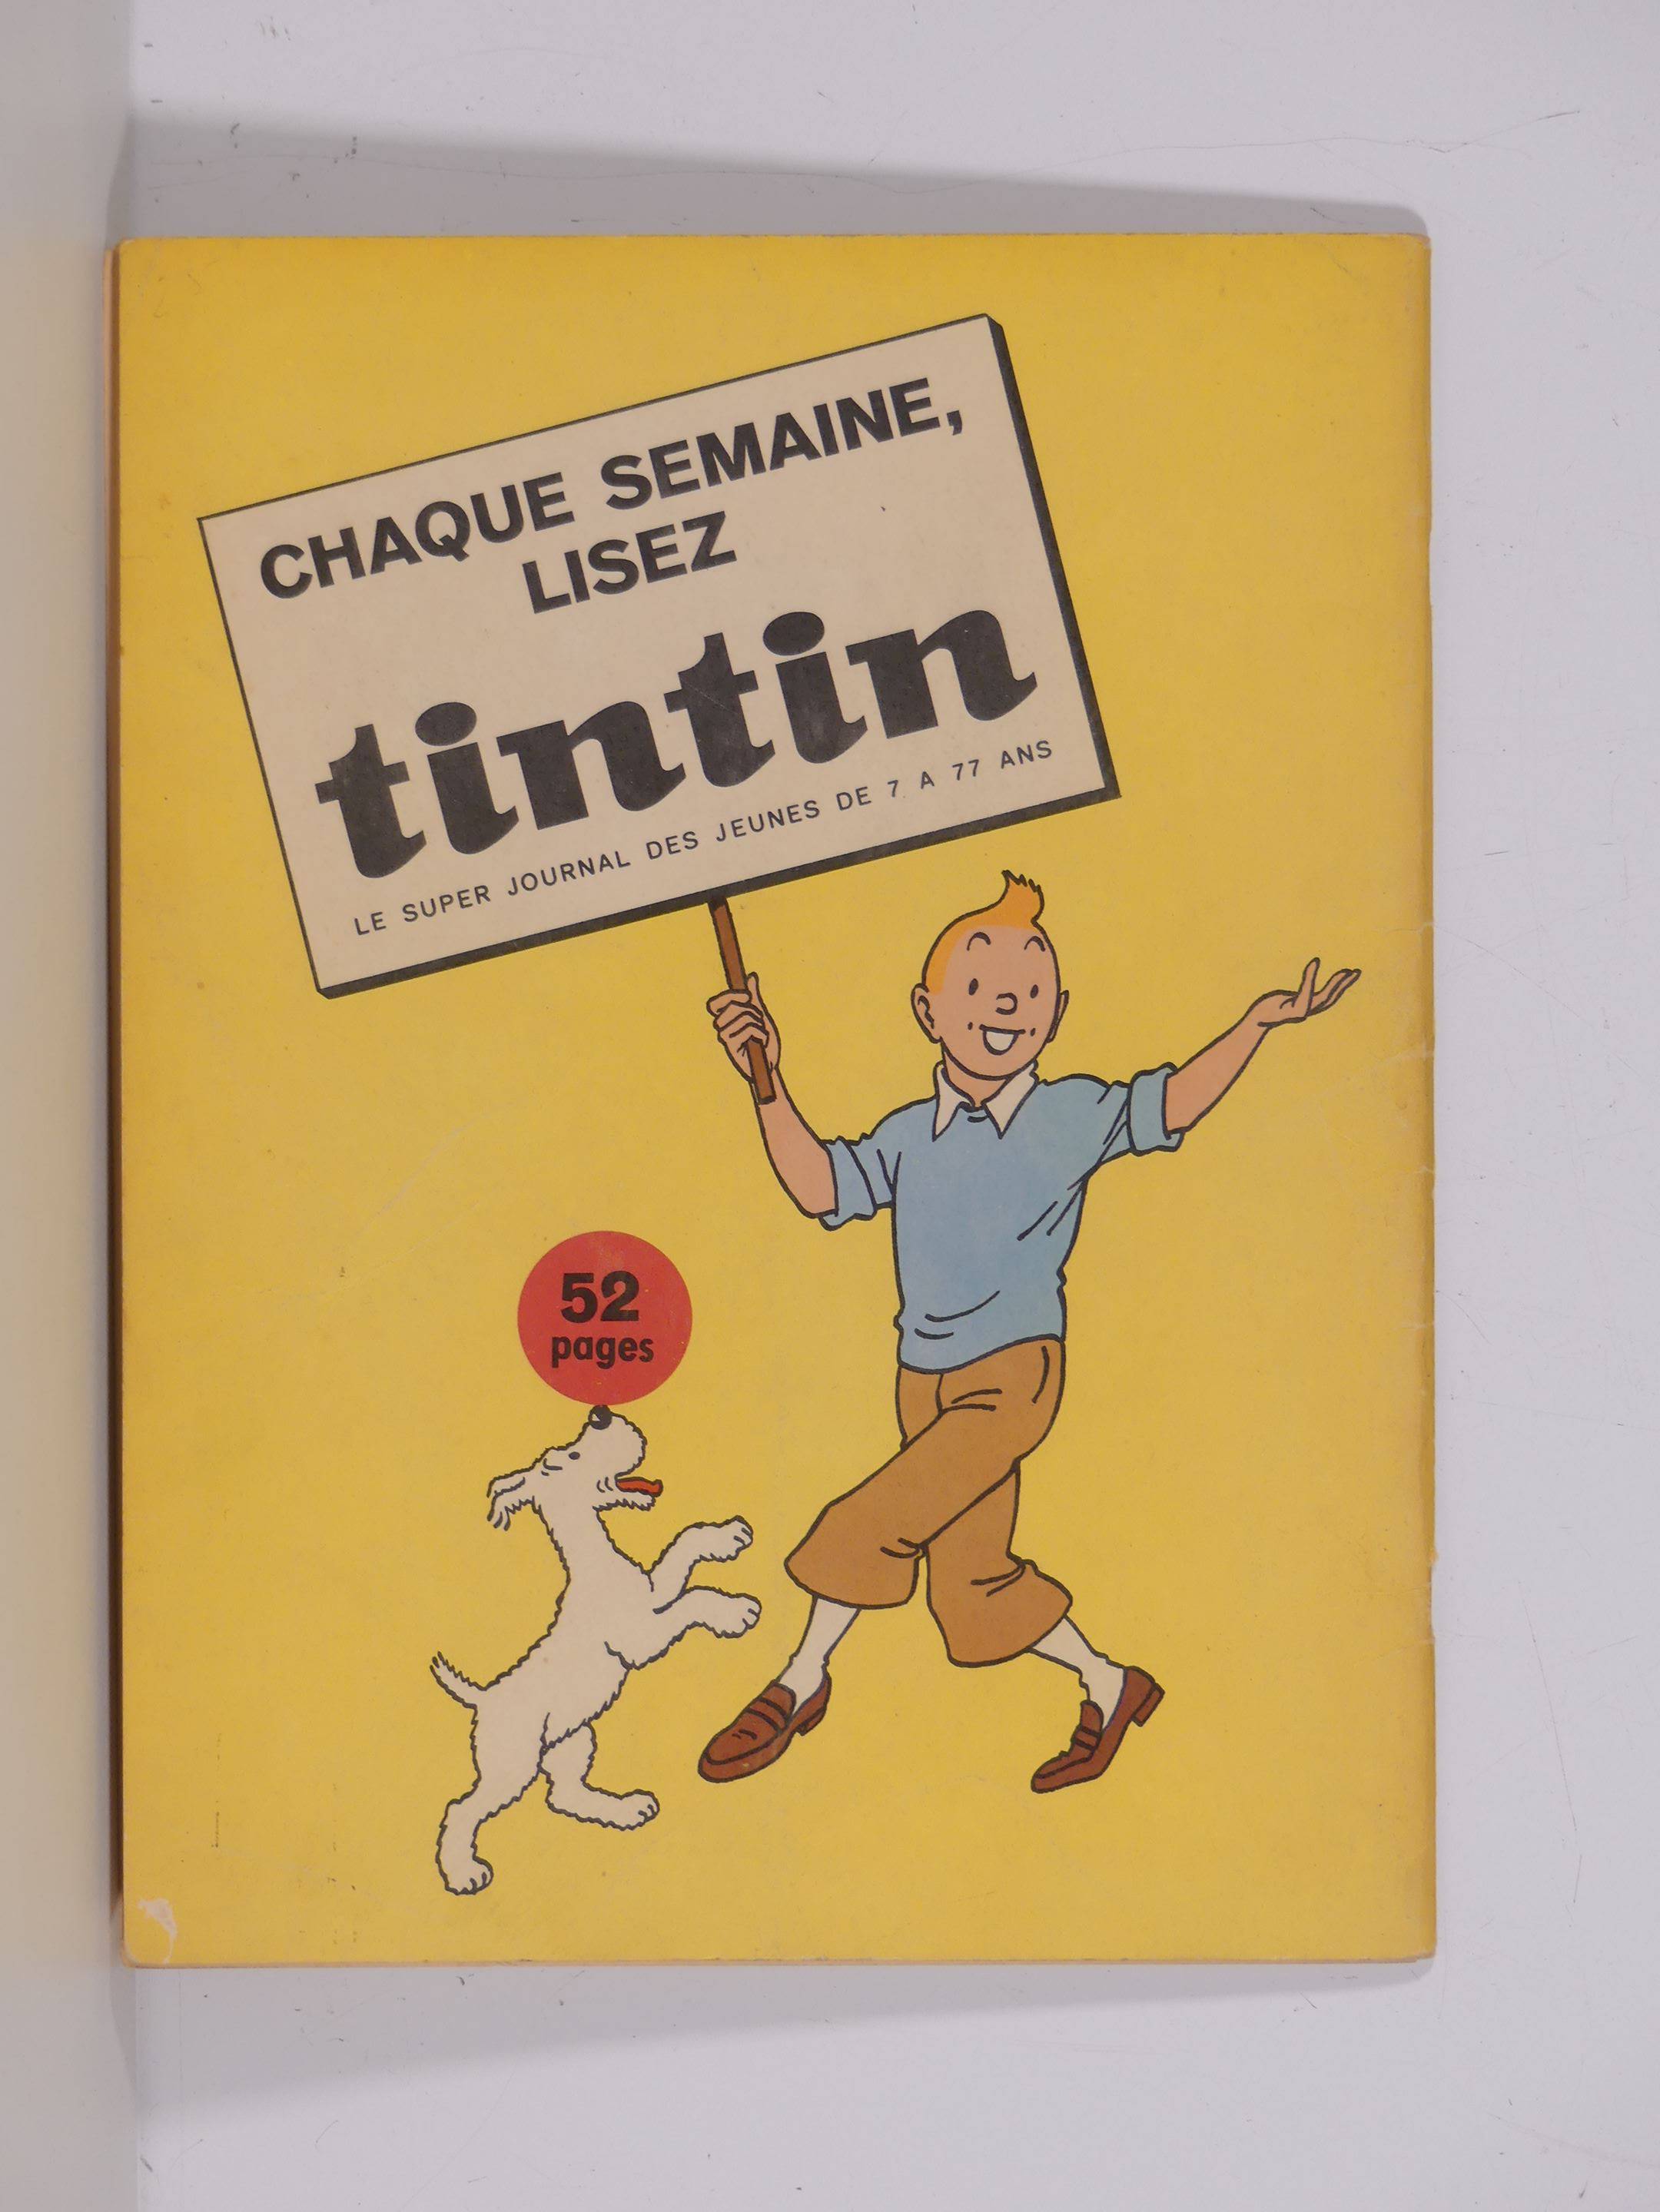 CHAQUE SEMAINE,
LISEZ
tintin
LE SUPER JOURNAL DES JEUNES DE 7 A 77 ANS
52
pages